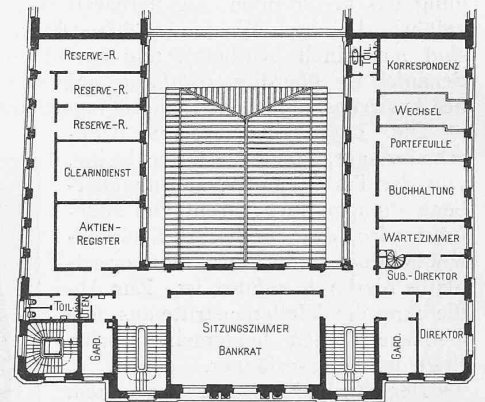 RESERVE-R.
RESERVE-R.
RESERVE-R.
CLEARINDIENST
AKTIEN-
REGISTER
TOIL.
GARD.
SITZUNGSZIMMER
BANKRAT
TOIL.
KORRESPONDENZ
WECHSEL
PORTEFEUILLE
BUCHHALTUNG
WARTEZIMMER
SUB.-DIREKTOR
GARD.
DIREKTOR